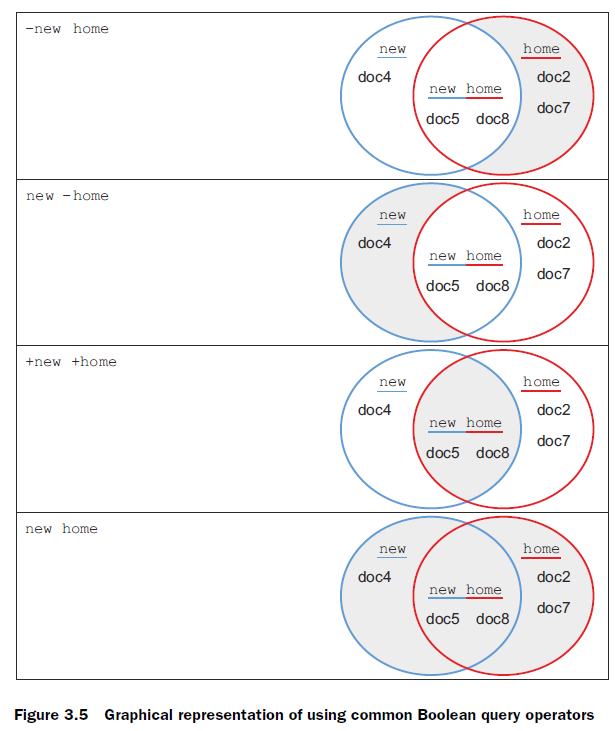 -new home
new home
doc4 doc2
new home
doc7
doc5 doc8
new -home
new home
doc4 doc2
new home
doc7
doc5 doc8
+new +home
new home
doc4 doc2
new home
doc7
doc5 doc8
new home
new home
doc4 doc2
new home
doc7
doc5 doc8
Figure 3.5 Graphical representation of using common Boolean query operators